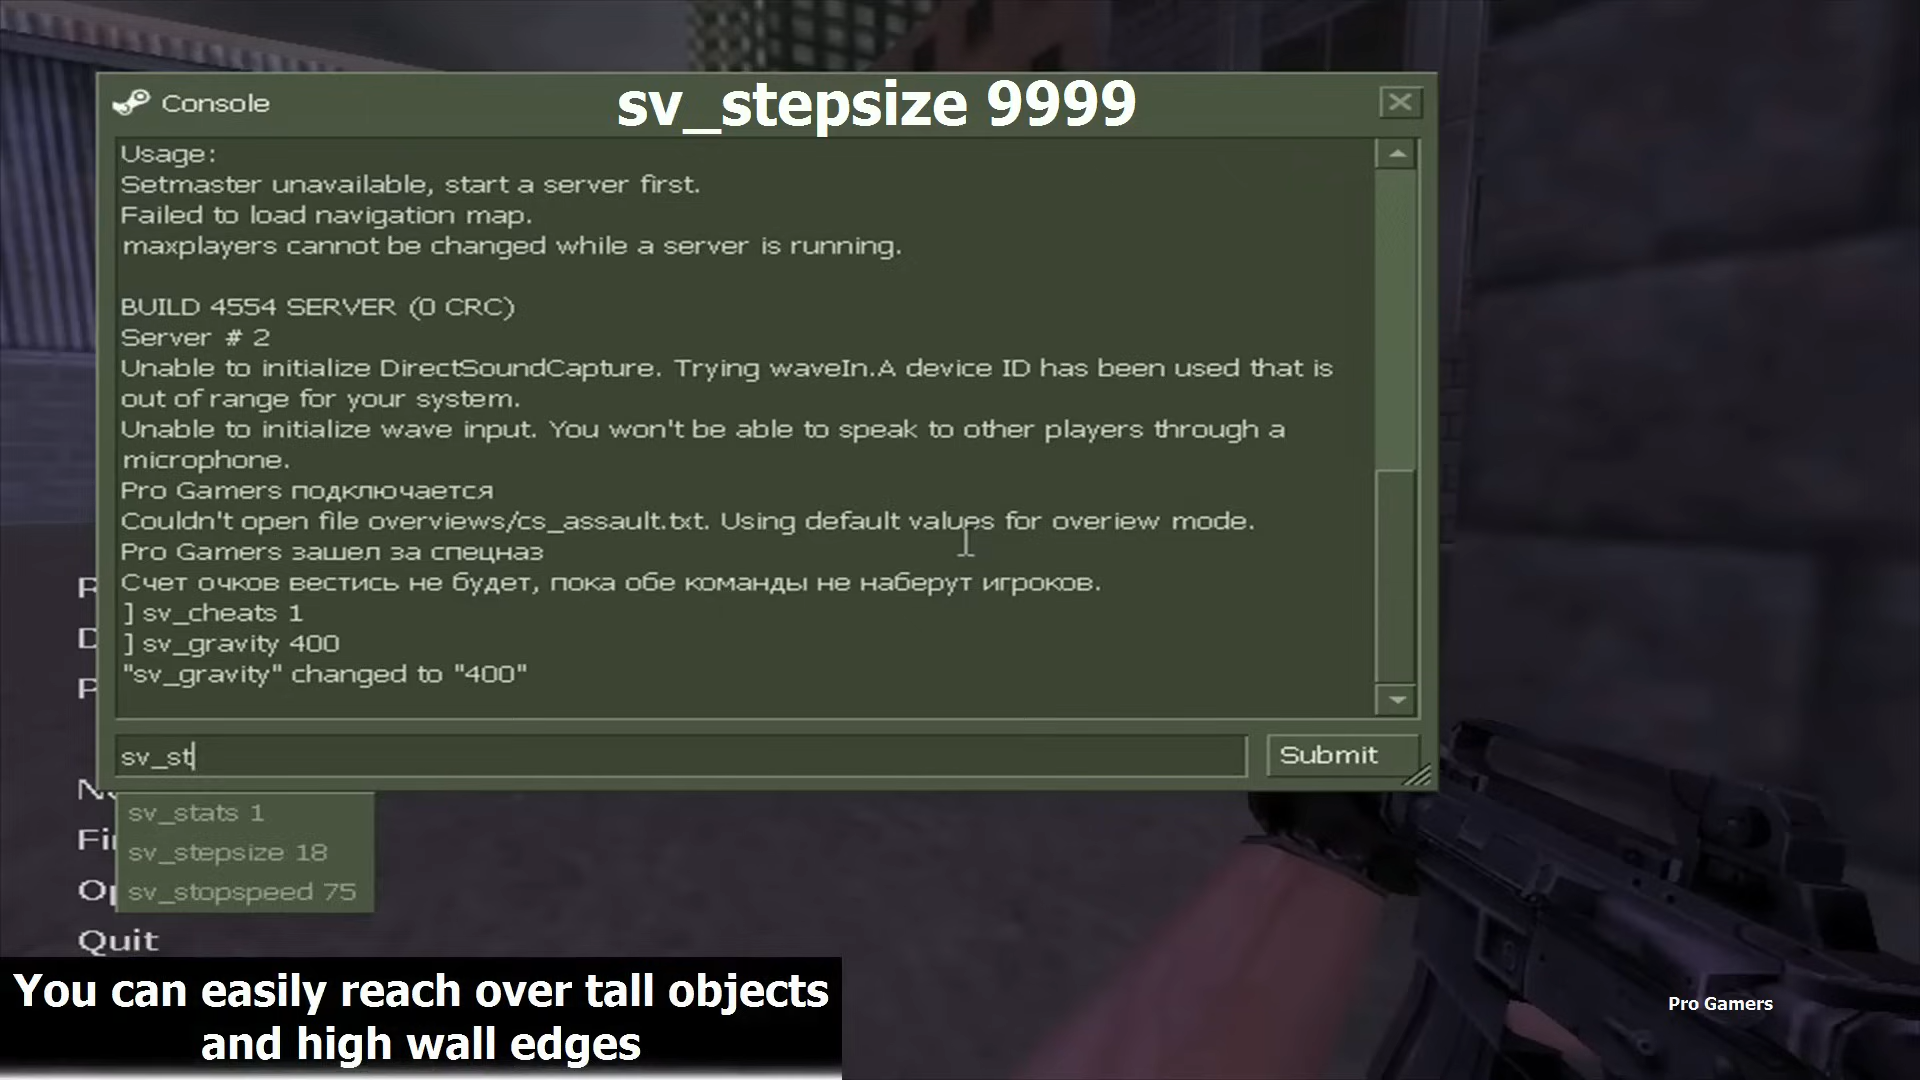 Console
sv_stepsize 9999
Usage:
Setmaster unavailable, start a server first.
Failed to load navigation map.
maxplayers cannot be changed while a server is running.
BUILD 4554 SERVER (0 CRC)
Server # 2
Unable to initialize DirectSoundCapture. Trying waveIn.A device ID has been used that is
out of range for your system.
Unable to initialize wave input. You won't be able to speak to other players through a
microphone.
Pro Gamers подключается
Couldn't open file overviews/cs_assault.txt. Using default values for overiew mode.
Pro Gamers зашел за спецназ
Счет очков вестись не будет, пока обе команды не наберут игроков.
] sv_cheats 1
] sv_gravity 400
"sv_gravity" changed to "400"
sv_st
Submit
sv_stats 1
sv_stepsize 18
sv_stopspeed 75
Quit
You can easily reach over tall objects
and high wall edges
Pro Gamers